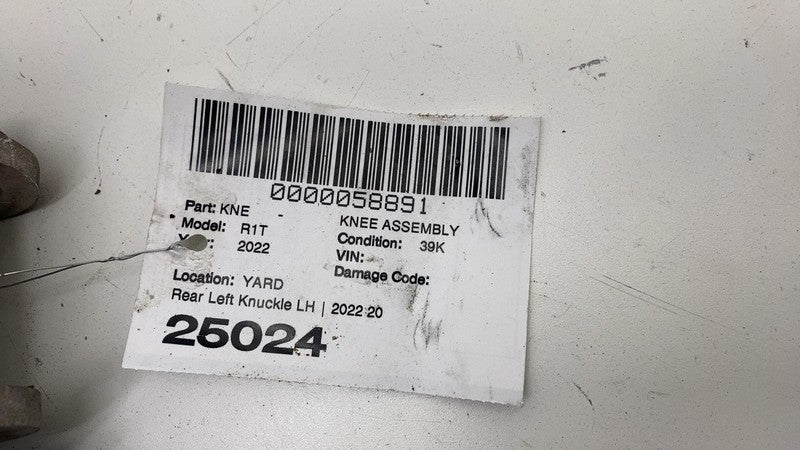 0000058891
Part: KNE - KNEE ASSEMBLY
Model: R1T Condition: 39K
2022 VIN:
Damage Code:
Location: YARD
Rear Left Knuckle LH | 2022 20
25024